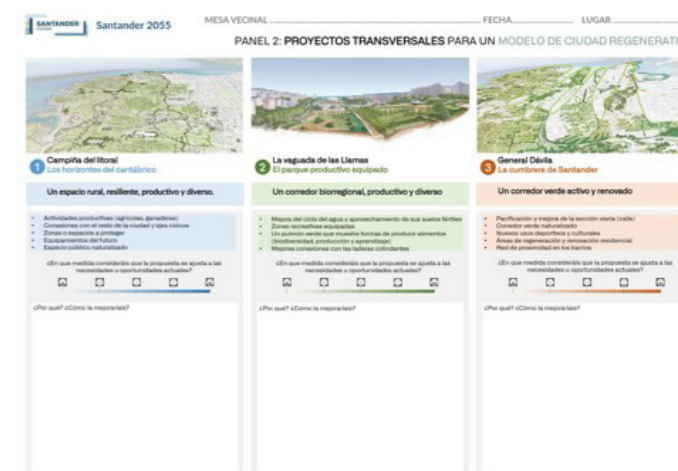 SANTANDER
CIUDAD
Santander 2055
MESA VECINAL
FECHA
LUGAR
PANEL 2: PROYECTOS TRANSVERSALES PARA UN MODELO DE CIUDAD REGENERATI
1 Campiña del litoral
Los horizontes del cantábrico
Un espacio rural, resiliente, productivo y diverso.
• Actividades productivas (agrícolas, ganaderas)
• Conexiones con el resto de la ciudad y ejes cívicos
• Zonas o espacios a proteger
• Equipamientos del futuro
• Espacio público naturalizado
¿En que medida consideráis que la propuesta se ajusta a las
necesidades u oportunidades actuales?
¿Por qué? ¿Cómo la mejoraríais?
2 La vaguada de las Llamas
El parque productivo equipado
Un corredor biorregional, productivo y diverso
• Mejora del ciclo del agua y aprovechamiento de sus suelos fértiles
• Zonas recreativas equipadas
• Un pulmón verde que muestre formas de producir alimentos
(biodiversidad, producción y aprendizaje)
• Mejores conexiones con las laderas colindantes
¿En que medida consideráis que la propuesta se ajusta a las
necesidades u oportunidades actuales?
¿Por qué? ¿Cómo la mejoraríais?
3 General Dávila
La cumbrera de Santander
Un corredor verde activo y renovado
• Pacificación y mejora de la sección viaria (calle)
• Corredor verde naturalizado
• Nuevos usos deportivos y culturales
• Áreas de regeneración y renovación residencial
• Red de proximidad en los barrios
¿En que medida consideráis que la propuesta se ajusta a las
necesidades u oportunidades actuales?
¿Por qué? ¿Cómo la mejoraríais?